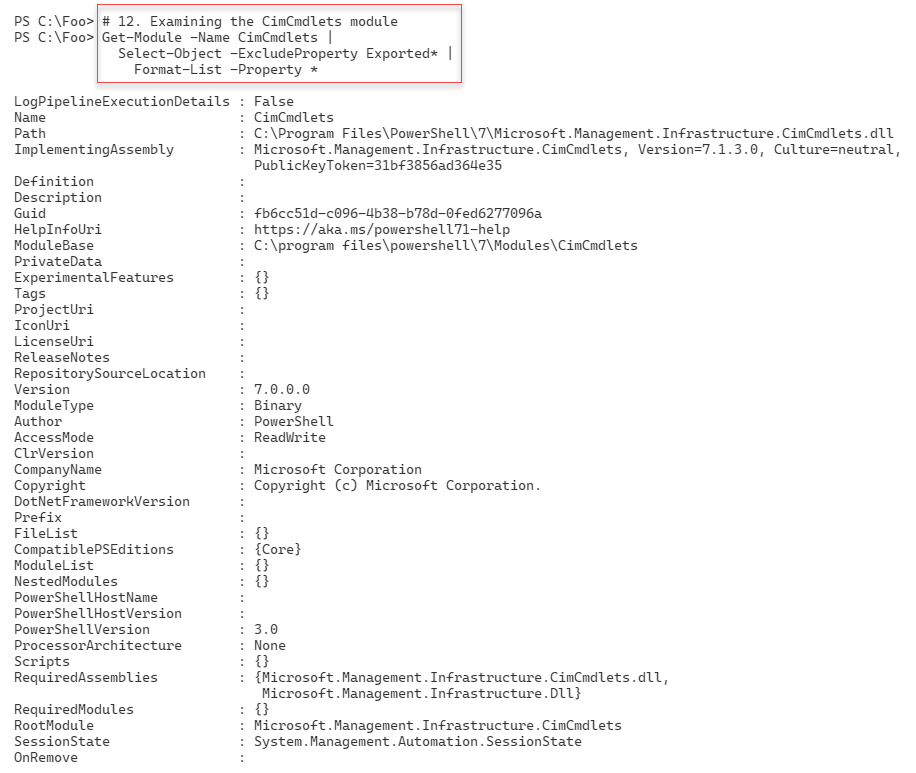 PS C:\Foo> # 12. Examining the CimCmdlets module
PS C:\Foo> Get-Module -Name CimCmdlets |
             Select-Object -ExcludeProperty Exported* |
               Format-List -Property *

LogPipelineExecutionDetails : False
Name                        : CimCmdlets
Path                        : C:\Program Files\PowerShell\7\Microsoft.Management.Infrastructure.CimCmdlets.dll
ImplementingAssembly        : Microsoft.Management.Infrastructure.CimCmdlets, Version=7.1.3.0, Culture=neutral,
                              PublicKeyToken=31bf3856ad364e35
Definition                  :
Description                 :
Guid                        : fb6cc51d-c096-4b38-b78d-0fed6277096a
HelpInfoUri                 : https://aka.ms/powershell71-help
ModuleBase                  : C:\program files\powershell\7\Modules\CimCmdlets
PrivateData                 :
ExperimentalFeatures        : {}
Tags                        : {}
ProjectUri                  :
IconUri                     :
LicenseUri                  :
ReleaseNotes                :
RepositorySourceLocation    :
Version                     : 7.0.0.0
ModuleType                  : Binary
Author                      : PowerShell
AccessMode                  : ReadWrite
ClrVersion                  :
CompanyName                 : Microsoft Corporation
Copyright                   : Copyright (c) Microsoft Corporation.
DotNetFrameworkVersion      :
Prefix                      :
FileList                    : {}
CompatiblePSEditions        : {Core}
ModuleList                  : {}
NestedModules               : {}
PowerShellHostName          :
PowerShellHostVersion       :
PowerShellVersion           : 3.0
ProcessorArchitecture       : None
Scripts                     : {}
RequiredAssemblies          : {Microsoft.Management.Infrastructure.CimCmdlets.dll,
                               Microsoft.Management.Infrastructure.Dll}
RequiredModules             : {}
RootModule                  : Microsoft.Management.Infrastructure.CimCmdlets
SessionState                : System.Management.Automation.SessionState
OnRemove                    :